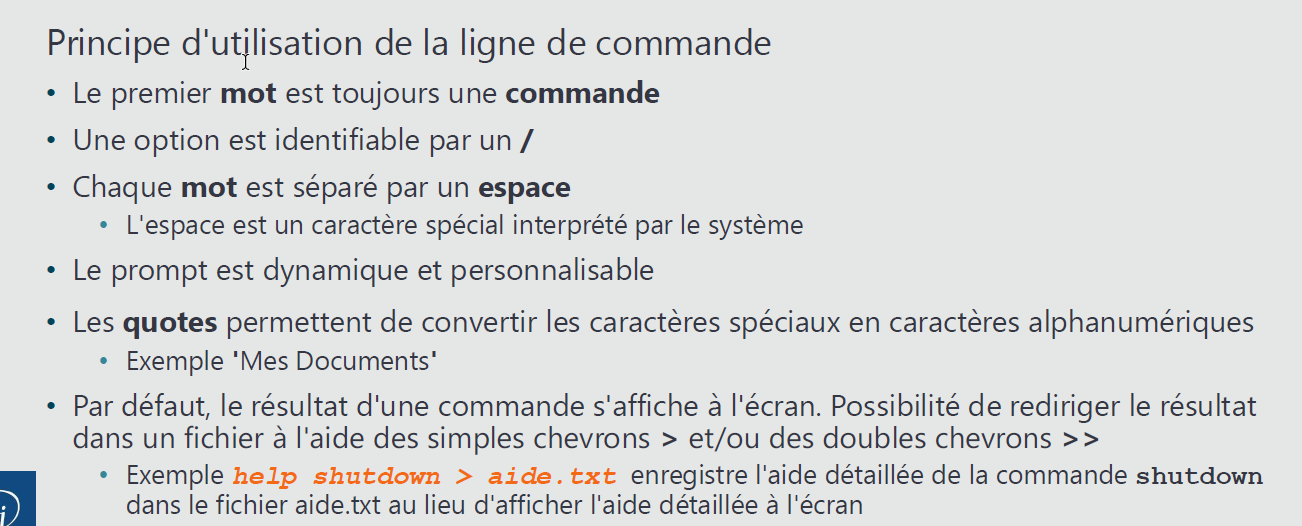 Principe d'utilisation de la ligne de commande
• Le premier mot est toujours une commande
• Une option est identifiable par un /
• Chaque mot est séparé par un espace
• L'espace est un caractère spécial interprété par le système
• Le prompt est dynamique et personnalisable
• Les quotes permettent de convertir les caractères spéciaux en caractères alphanumériques
• Exemple 'Mes Documents'
• Par défaut, le résultat d'une commande s'affiche à l'écran. Possibilité de rediriger le résultat
dans un fichier à l'aide des simples chevrons > et/ou des doubles chevrons >>
• Exemple help shutdown > aide.txt enregistre l'aide détaillée de la commande shutdown
dans le fichier aide.txt au lieu d'afficher l'aide détaillée à l'écran